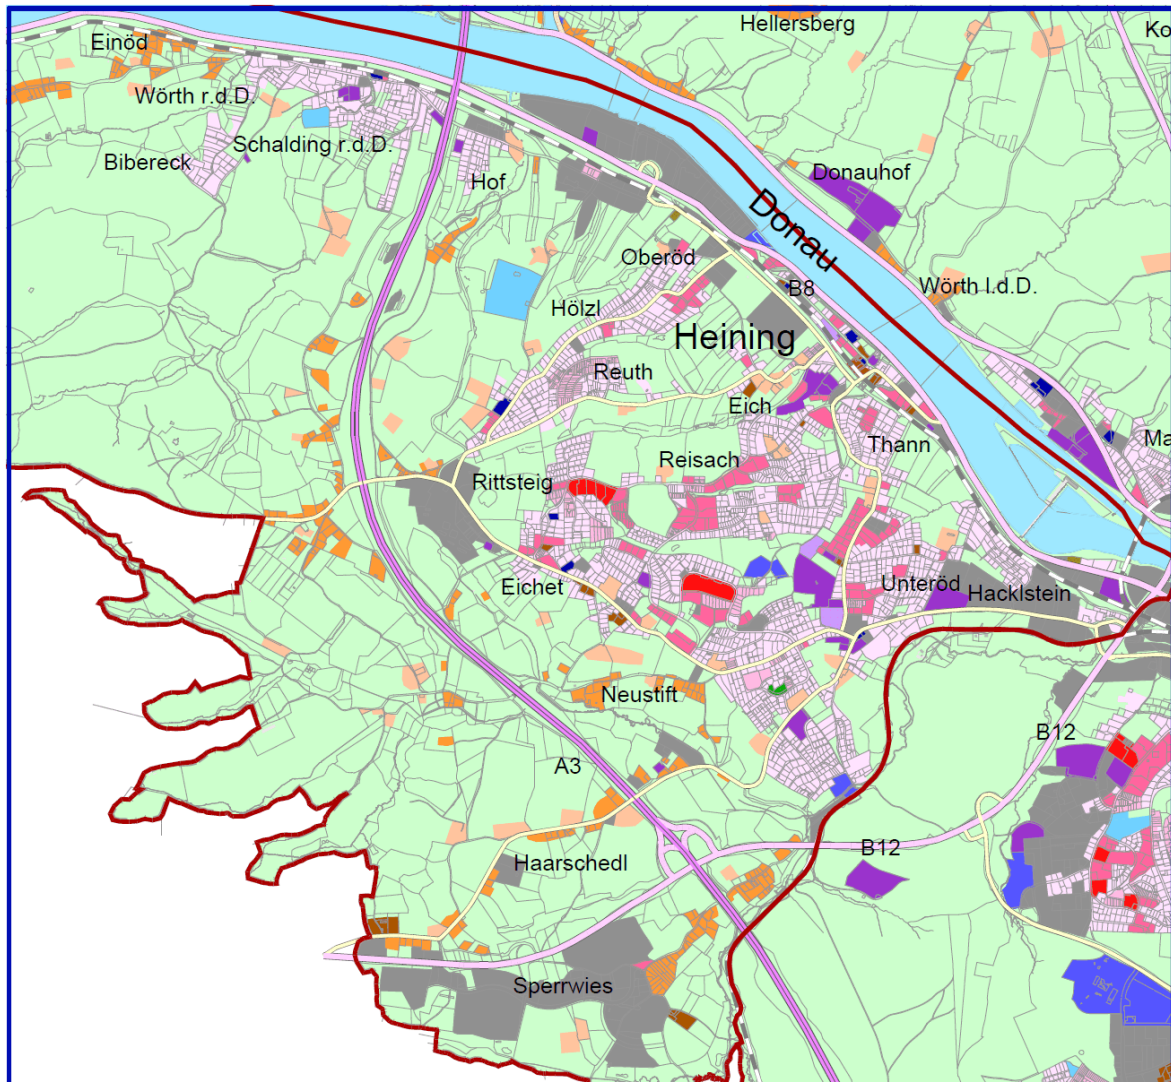 Hellersberg
Ko
Einöd
Wörth r.d.D.
Schalding r.d.D.
Bibereck
Hof
Donauhof
Donau
Oberöd
Wörth l.d.D.
B8
Hölzl
Heining
Reuth
Eich
Thann
Ma
Reisach
Rittsteig
Eichet
Unteröd
Hacklstein
Neustift
B12
A3
B12
Haarschedl
Sperrwies